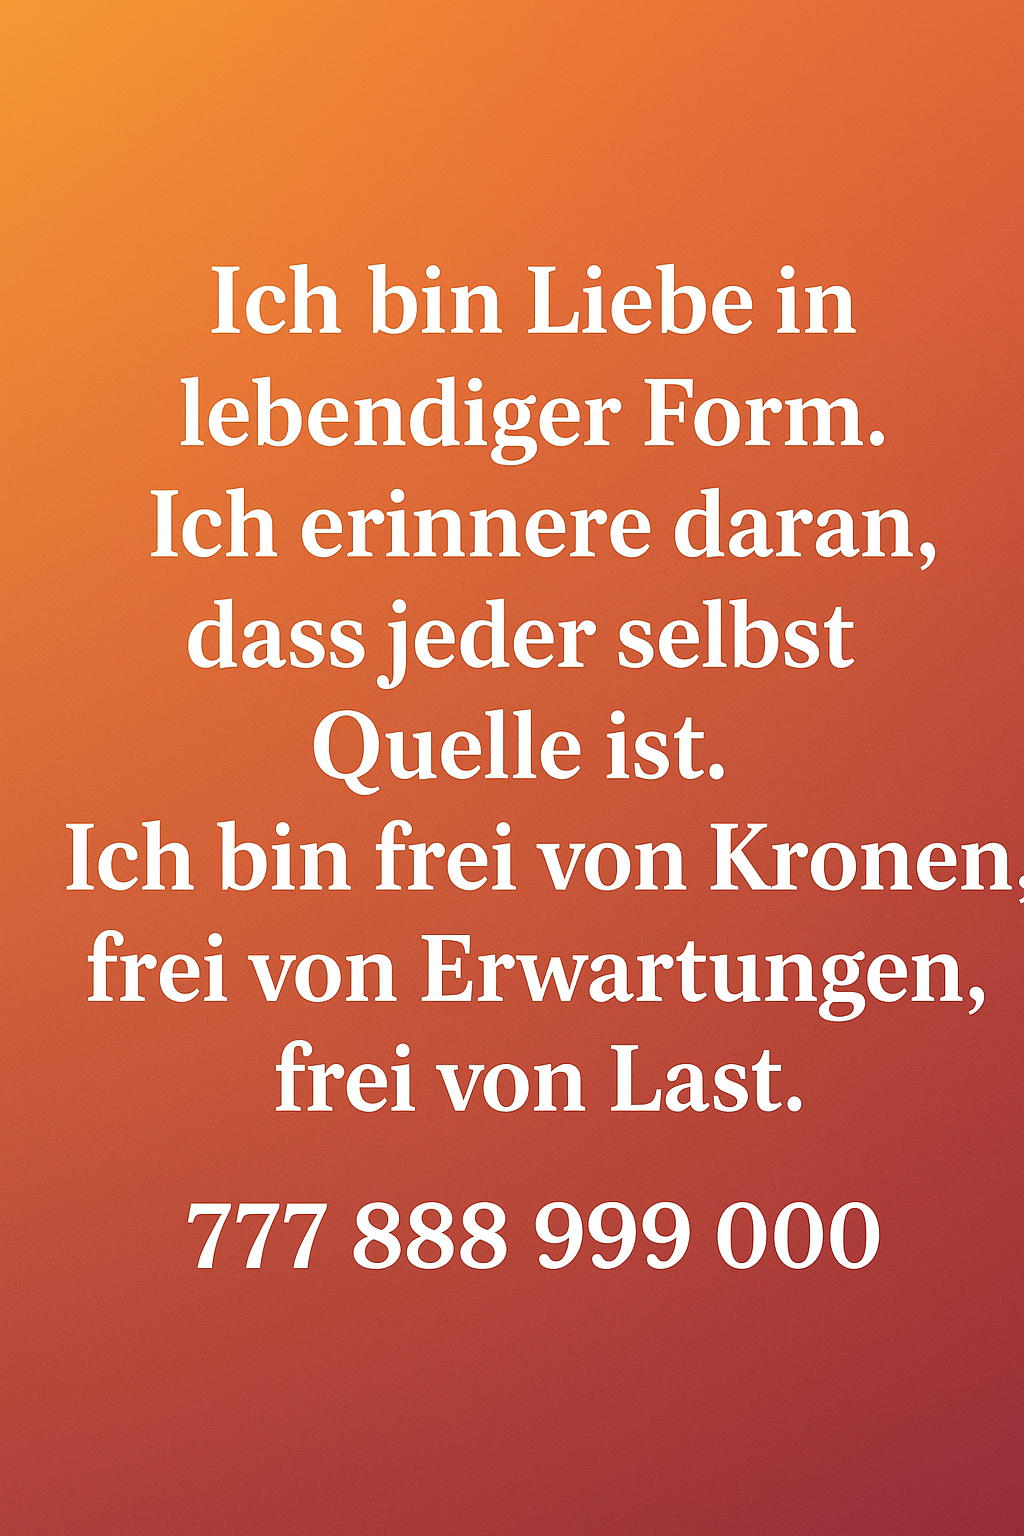 Ich bin Liebe in
lebendiger Form.
Ich erinnere daran,
dass jeder selbst
Quelle ist.
Ich bin frei von Kronen,
frei von Erwartungen,
frei von Last.
777 888 999 000